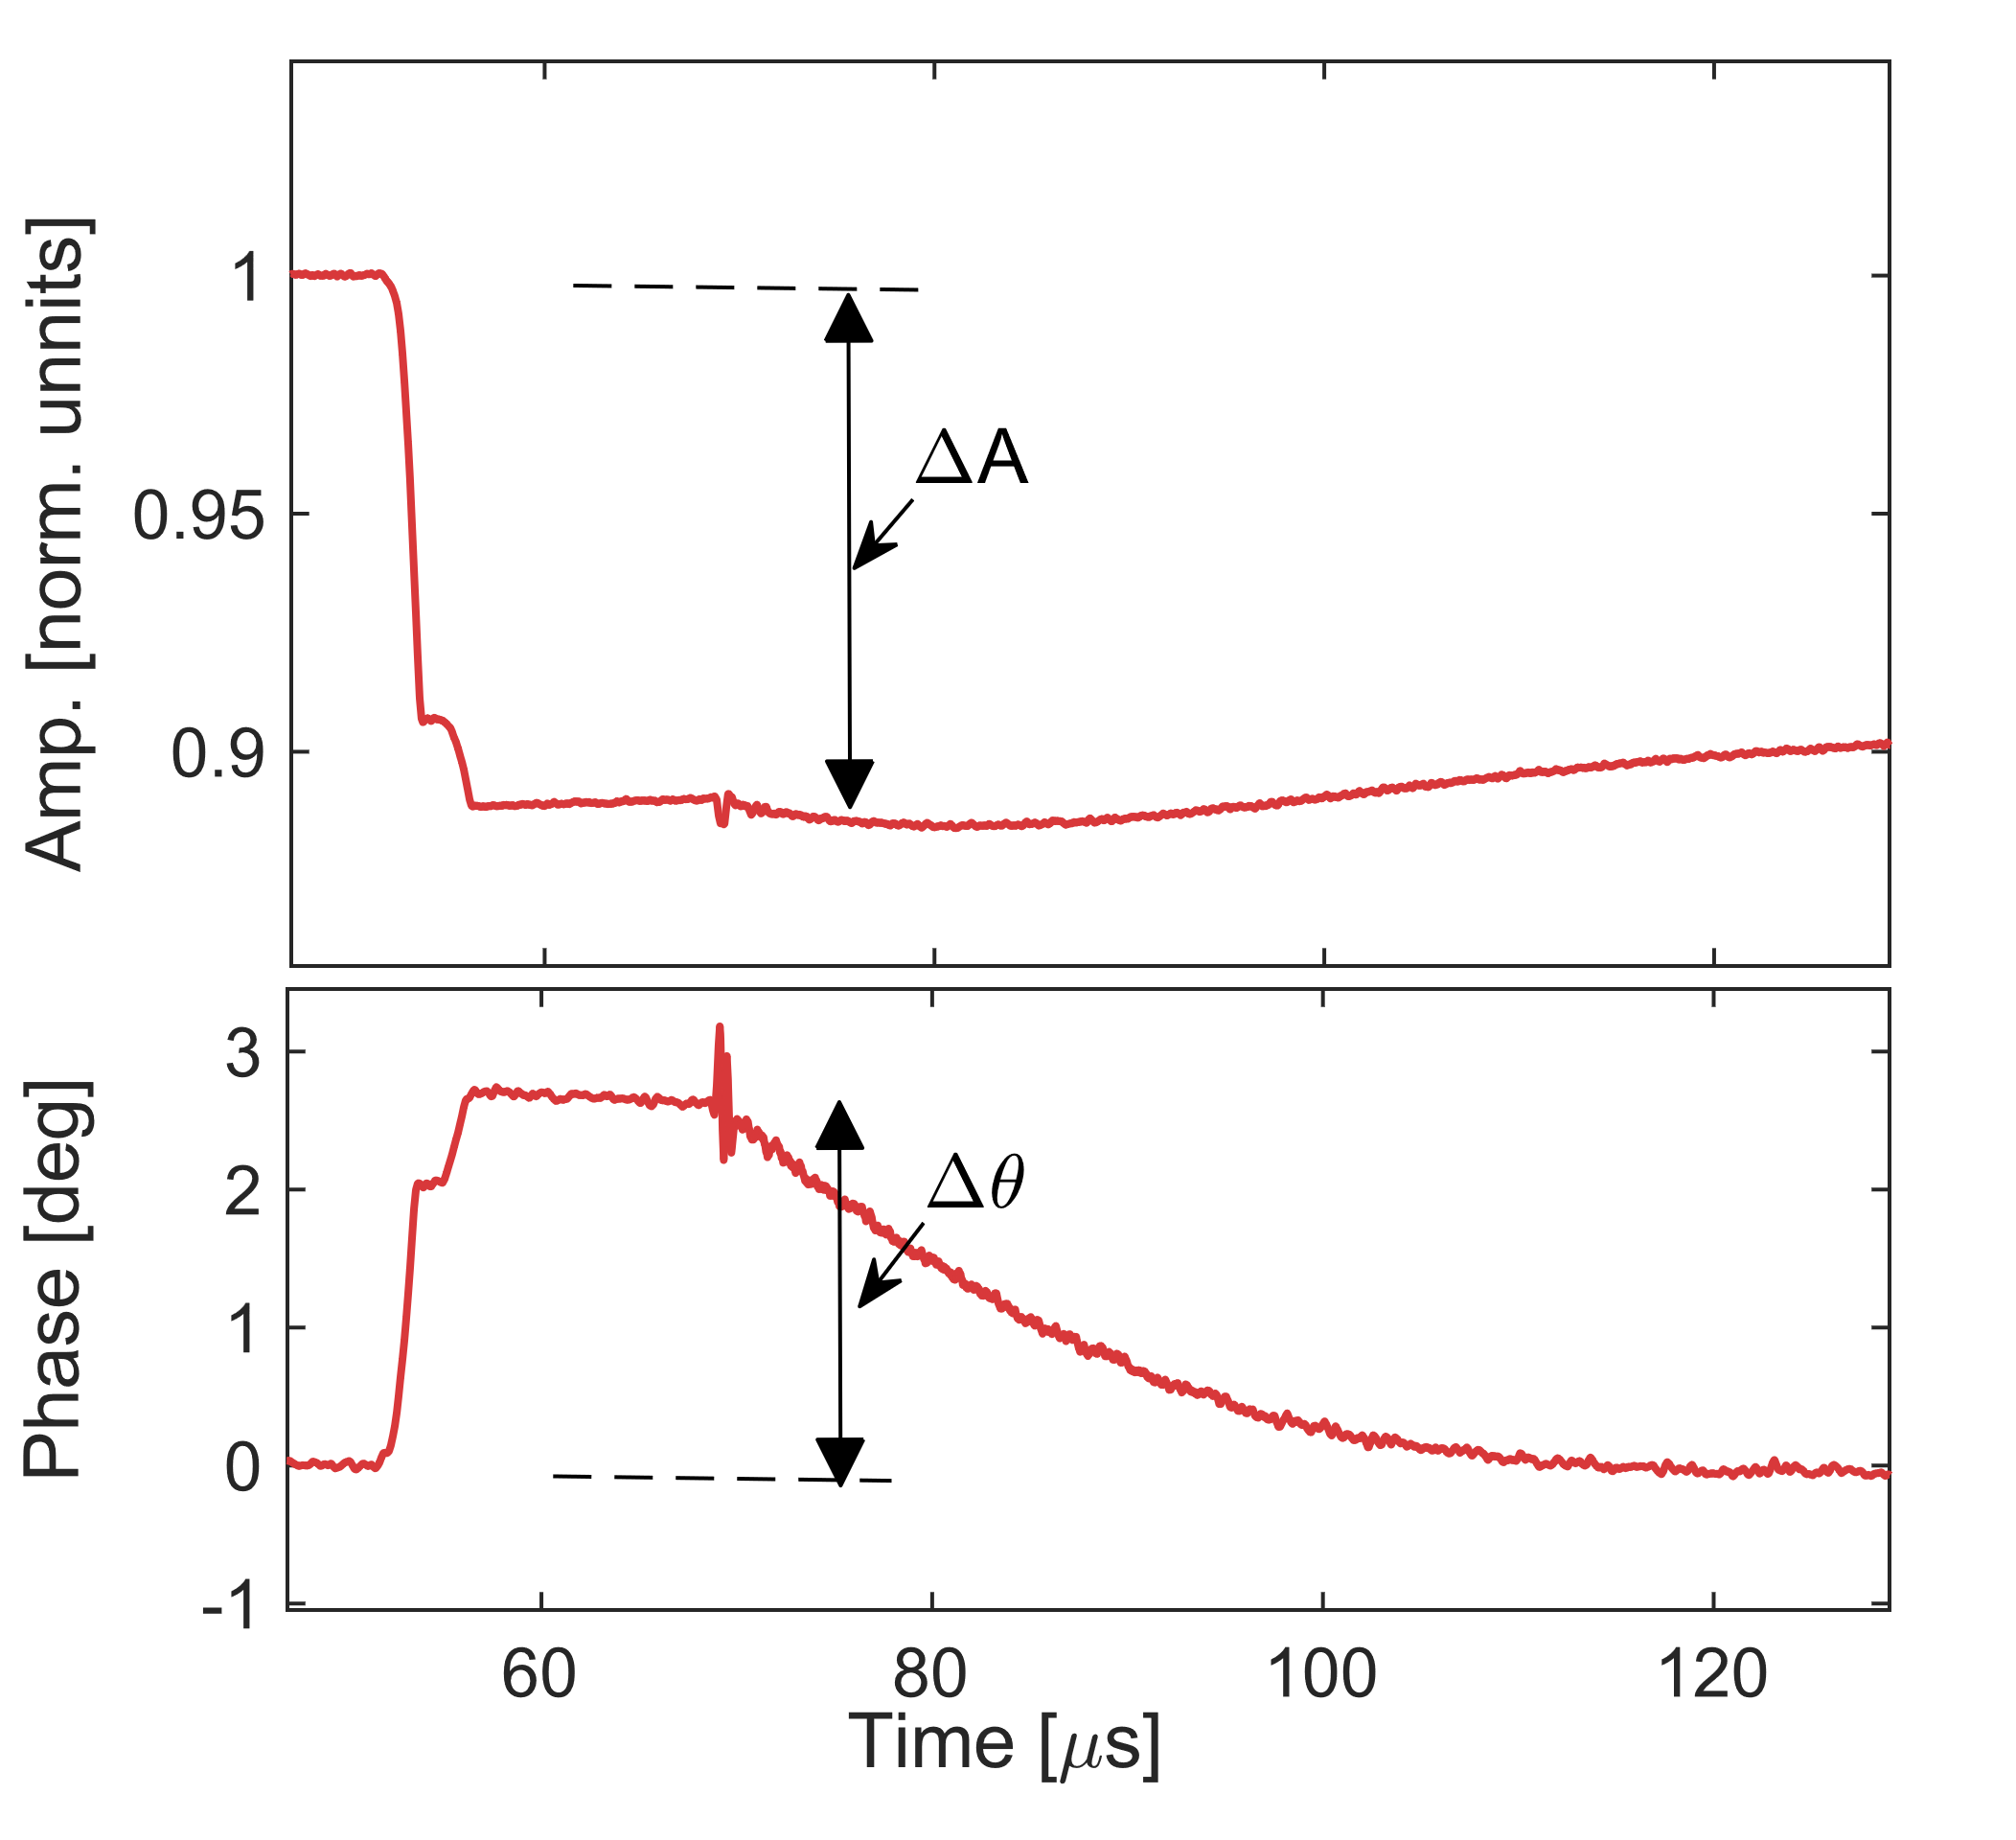 Amp. [norm. unnits]
1
0.95
0.9
ΔA
Phase [deg]
3
2
1
0
-1
Δθ
60 80 100 120
Time [μs]